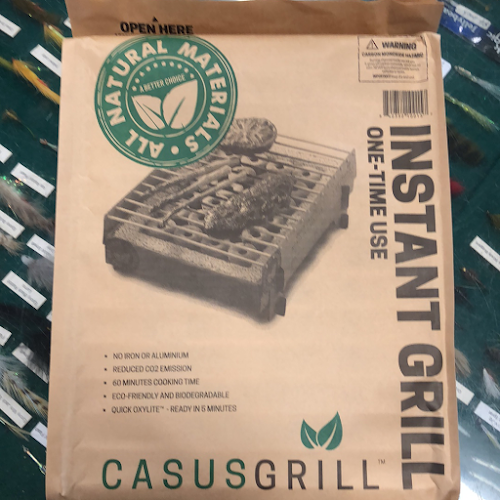 OPEN HERE
ALL NATURAL MATERIALS
A BETTER CHOICE
WARNING
INSTANT GRILL
ONE-TIME USE
• NO IRON OR ALUMINIUM
• REDUCED CO2 EMISSION
• 60 MINUTES COOKING TIME
• ECO-FRIENDLY AND BIODEGRADABLE
• QUICK OXYLITE™ - READY IN 5 MINUTES
CASUSGRILL™